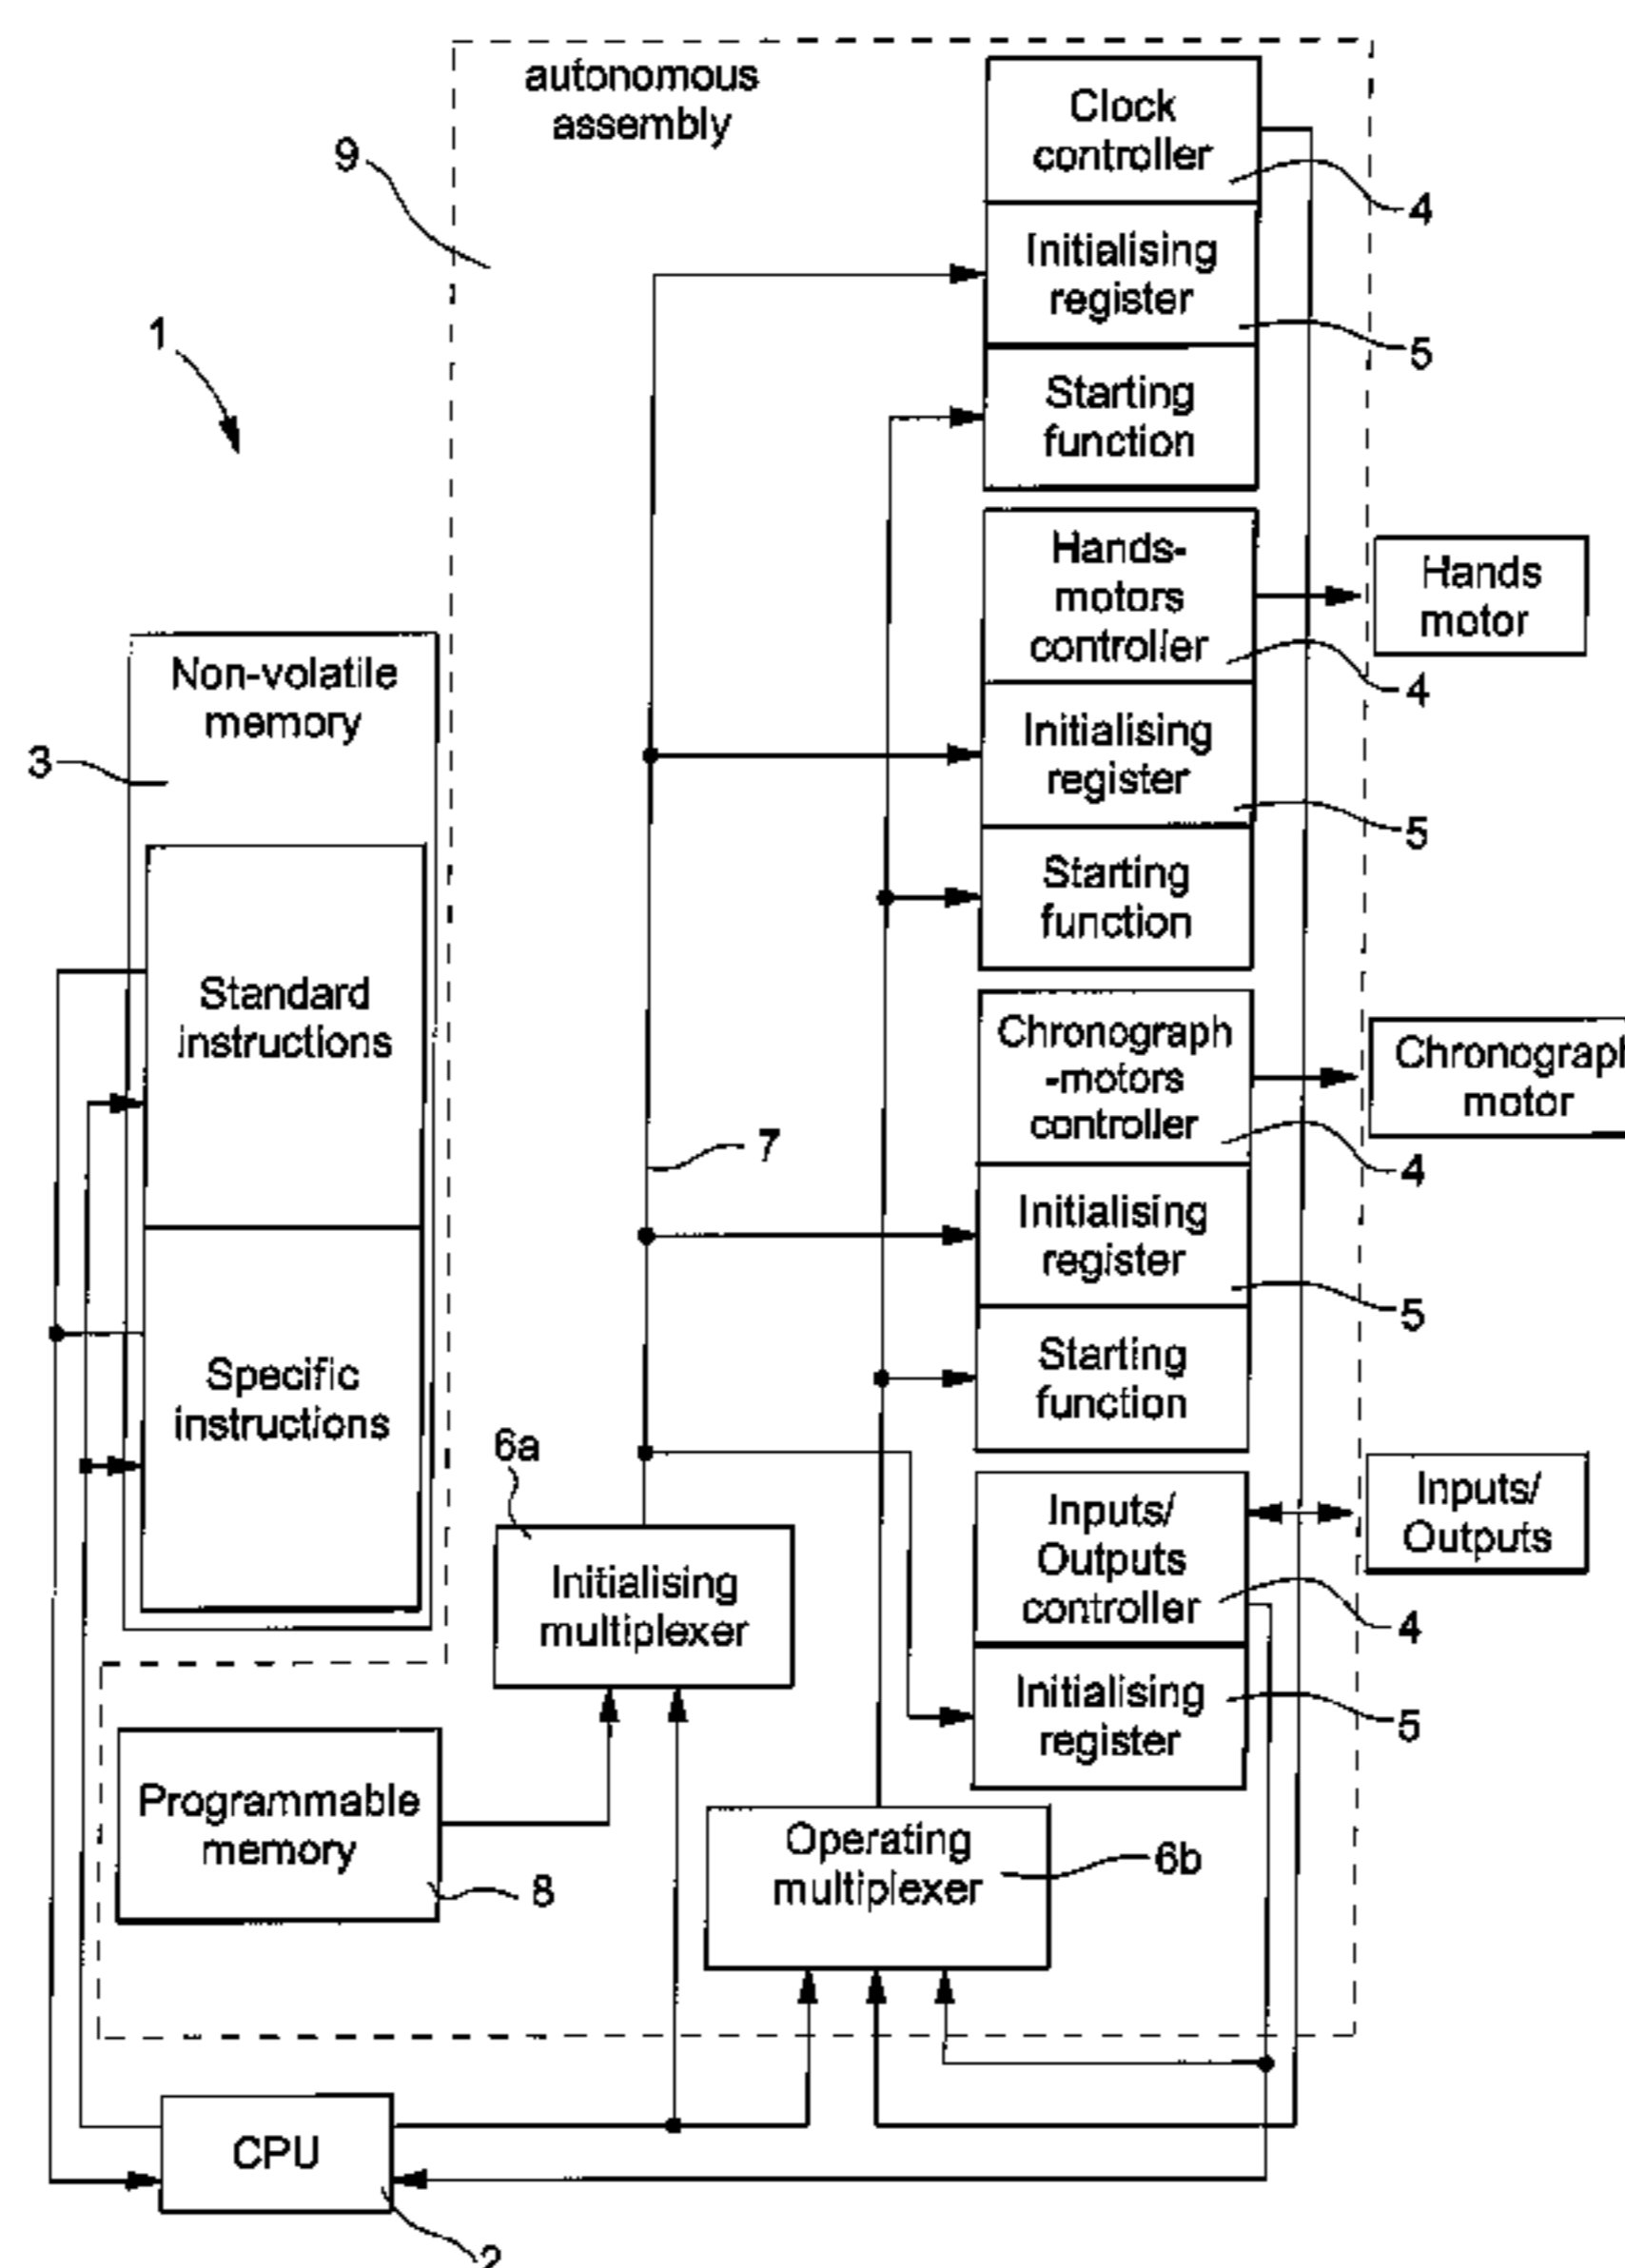 autonomous
assembly
9
Clock
controller
4
Initialising
register
5
Starting
function
1
Hands-
motors
controller
4
Hands
motor
Initialising
register
5
Starting
function
Non-volatile
memory
3
Standard
instructions
Specific
instructions
Chronograph
-motors
controller
4
Chronograph
motor
7
Initialising
register
5
Starting
function
6a
Initialising
multiplexer
Inputs/
Outputs
controller
4
Inputs/
Outputs
Initialising
register
5
Programmable
memory
8
Operating
multiplexer
6b
CPU
2